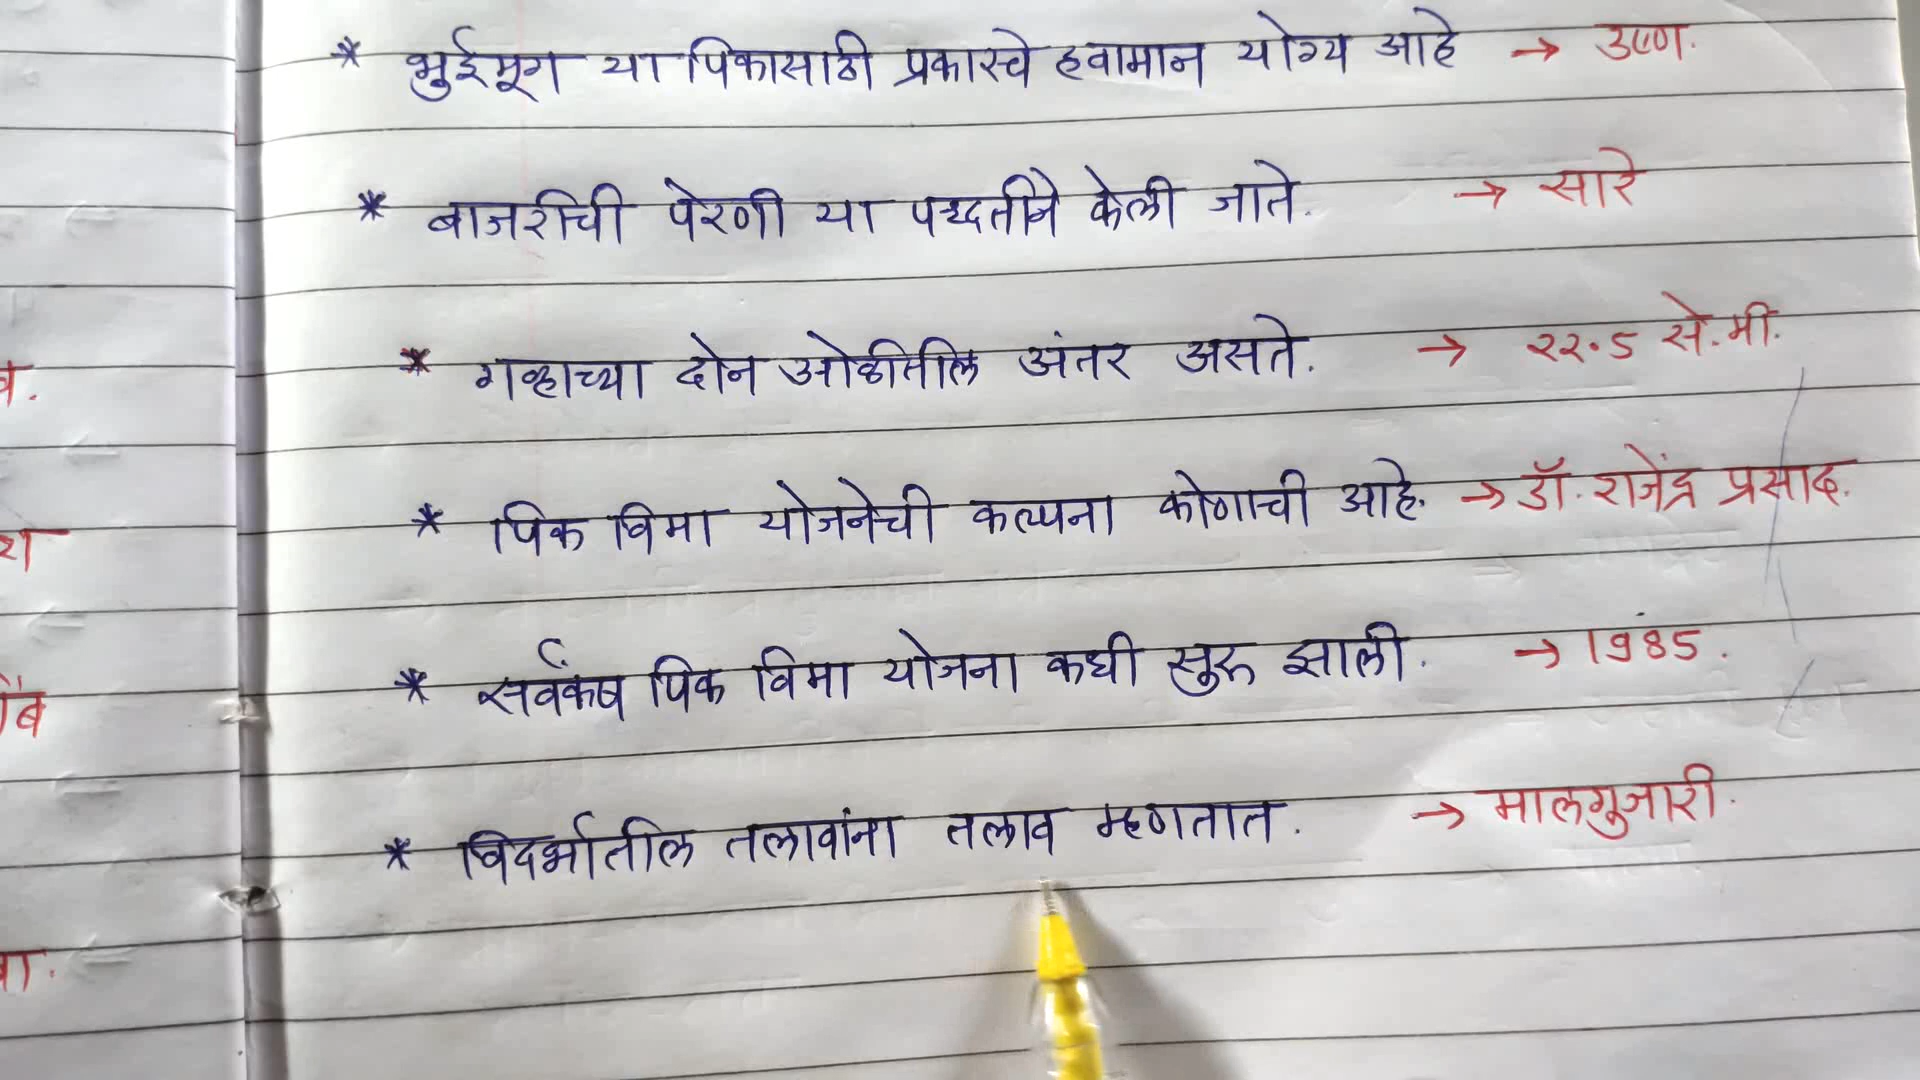 * भुईमूग या पिकासाठी प्रकारचे हवामान योग्य आहे → उष्ण.
* बाजरीची पेरणी या पद्धतीने केली जाते. → सारे
* गव्हाच्या दोन ओळीतील अंतर असते. → २२.५ से.मी.
* पिक विमा योजनेची कल्पना कोणाची आहे. → डॉ. राजेंद्र प्रसाद.
* सर्वंकष पिक विमा योजना कधी सुरू झाली. → 1985.
* विदर्भातील तलावांना तलाव म्हणतात. → मालगुजारी.